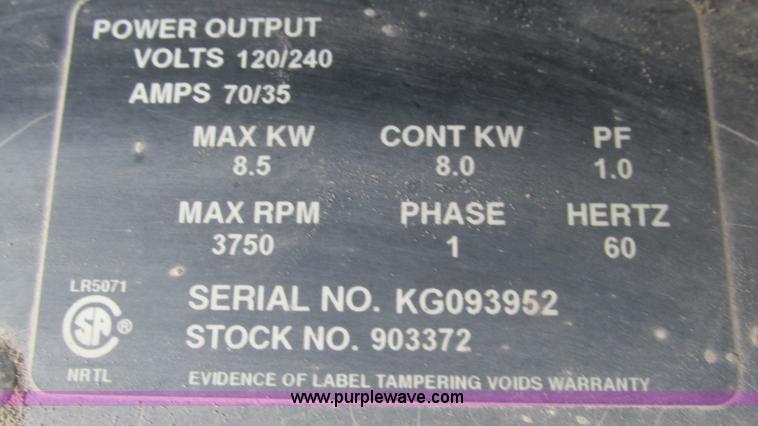 POWER OUTPUT
VOLTS 120/240
AMPS 70/35
MAX KW CONT KW PF
8.5 8.0 1.0
MAX RPM PHASE HERTZ
3750 1 60
LR5071
SERIAL NO. KG093952
SA ®
STOCK NO. 903372
NRTL EVIDENCE OF LABEL TAMPERING VOIDS WARRANTY
www.purplewave.com